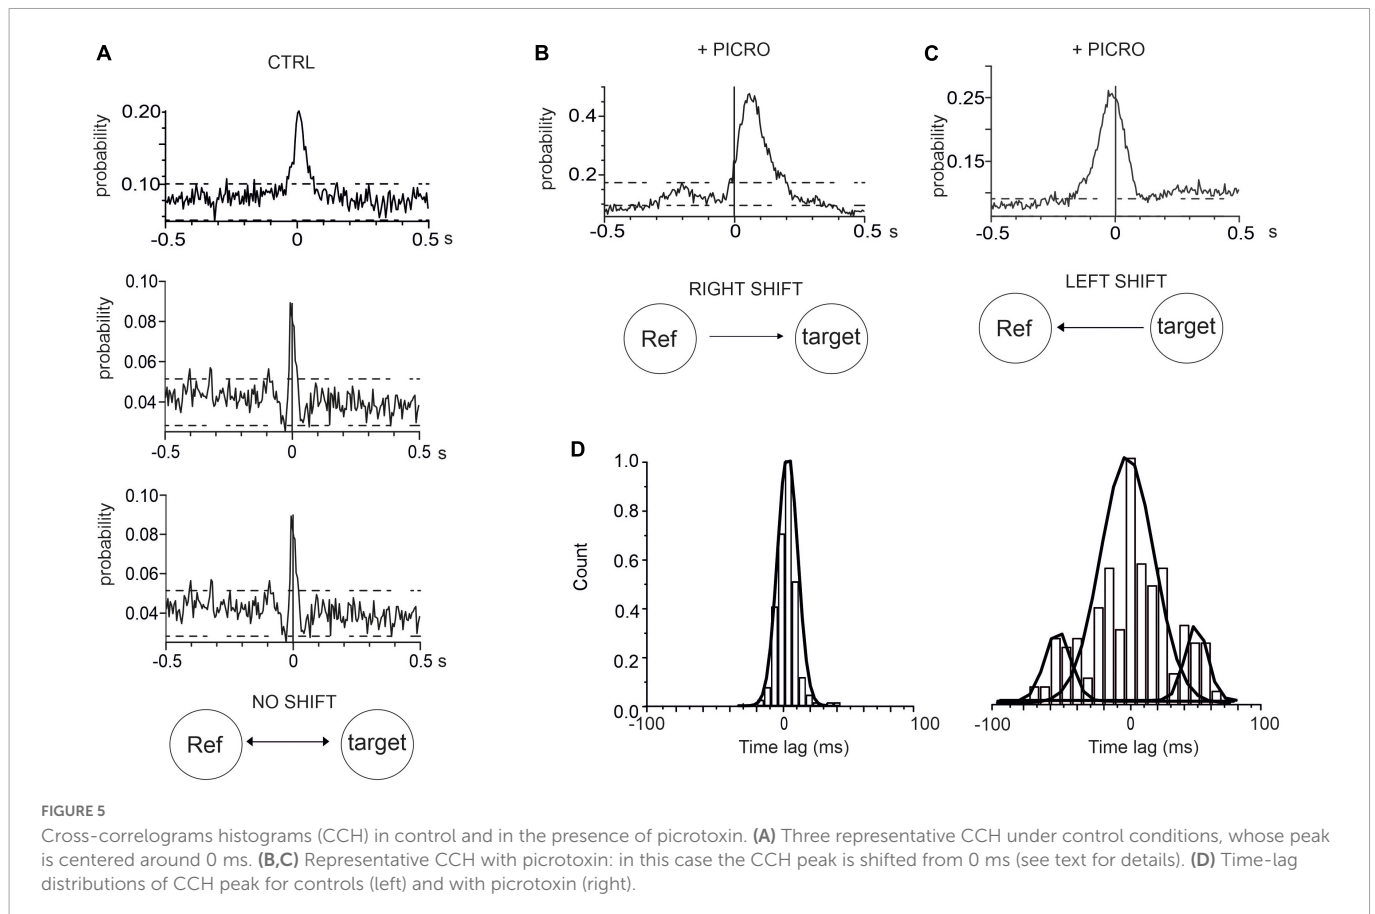 A
CTRL
probability
0.20
0.10
-0.5
0
0.5 s
probability
0.10
0.08
0.06
0.04
-0.5
0
0.5 s
probability
0.10
0.08
0.06
0.04
-0.5
0
0.5 s
NO SHIFT
Ref
target
B
+ PICRO
probability
0.4
0.2
-0.5
0
0.5 s
RIGHT SHIFT
Ref
target
C
+ PICRO
probability
0.25
0.15
-0.5
0
0.5 s
LEFT SHIFT
Ref
target
D
Count
1.0
0.8
0.6
0.4
0.2
0.0
-100
0
100
Time lag (ms)
-100
0
100
Time lag (ms)
FIGURE 5
Cross-correlograms histograms (CCH) in control and in the presence of picrotoxin. (A) Three representative CCH under control conditions, whose peak
is centered around 0 ms. (B,C) Representative CCH with picrotoxin: in this case the CCH peak is shifted from 0 ms (see text for details). (D) Time-lag
distributions of CCH peak for controls (left) and with picrotoxin (right).